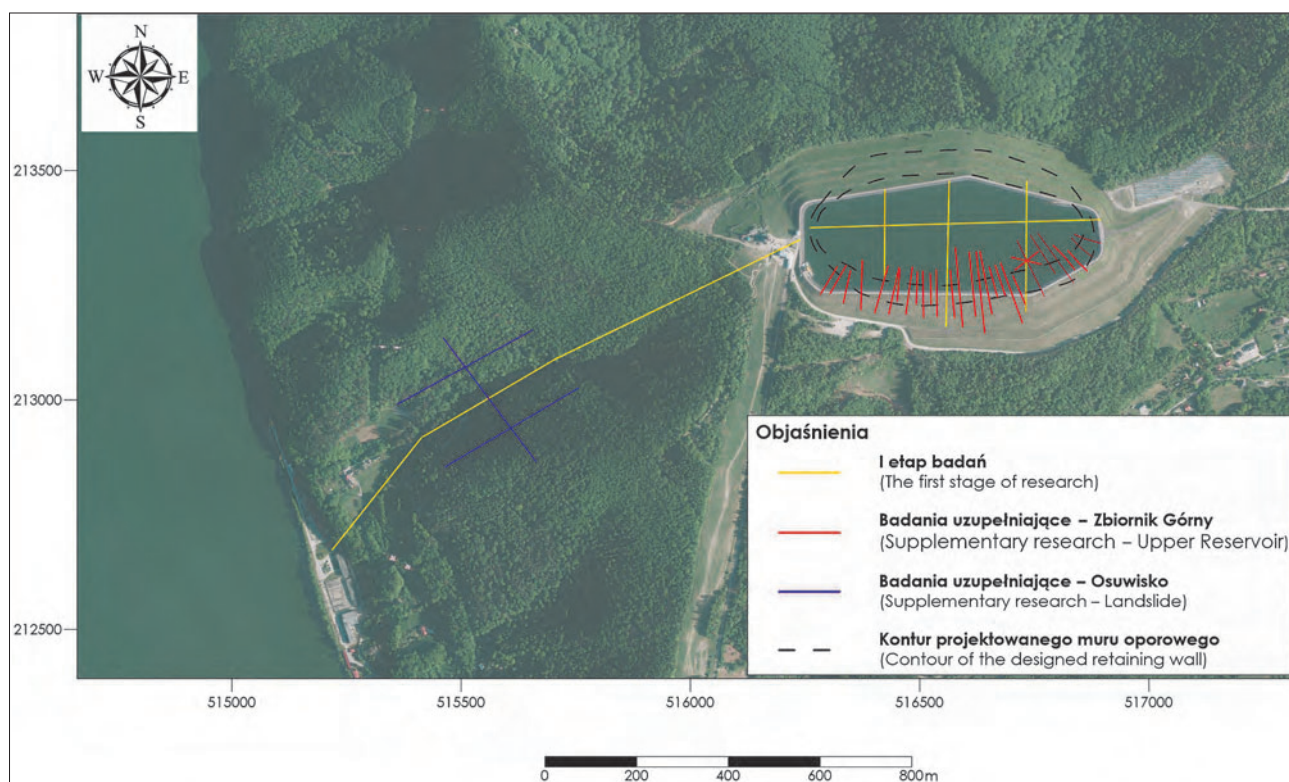 N
W E
S
213500
213000
212500
Objaśnienia
I etap badań
(The first stage of research)
Badania uzupełniające – Zbiornik Górny
(Supplementary research – Upper Reservoir)
Badania uzupełniające – Osuwisko
(Supplementary research – Landslide)
Kontur projektowanego muru oporowego
(Contour of the designed retaining wall)
515000 515500 516000 516500 517000
0 200 400 600 800m